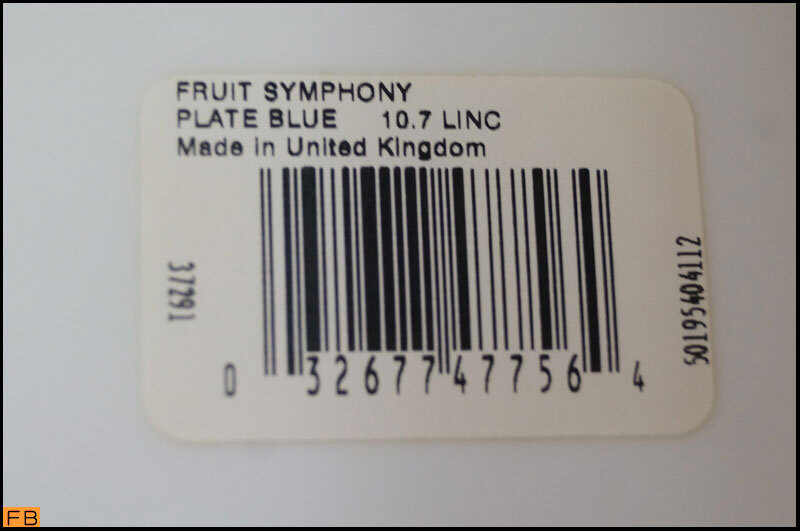 FRUIT SYMPHONY
PLATE BLUE 10.7 LINC
Made in United Kingdom
37291
50195404112
0 32677 47756 4
FB